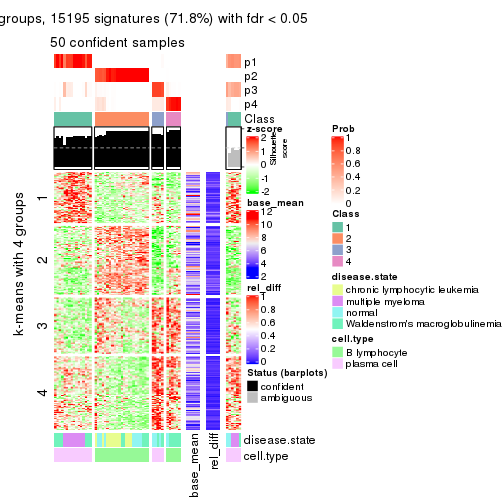 groups, 15195 signatures (71.8%) with fdr < 0.05
50 confident samples
p1
p2
p3
p4
Class
Silhouette
score
z-score
2
1
0
-1
-2
base_mean
12
10
8
6
4
2
rel_diff
1
0.8
0.6
0.4
0.2
0
Status (barplots)
confident
ambiguous
Prob
1
0.8
0.6
0.4
0.2
0
Class
1
2
3
4
disease.state
chronic lymphocytic leukemia
multiple myeloma
normal
Waldenstrom's macroglobulinemia
cell.type
B lymphocyte
plasma cell
k-means with 4 groups
1
2
3
4
disease.state
cell.type
base_mean
rel_diff